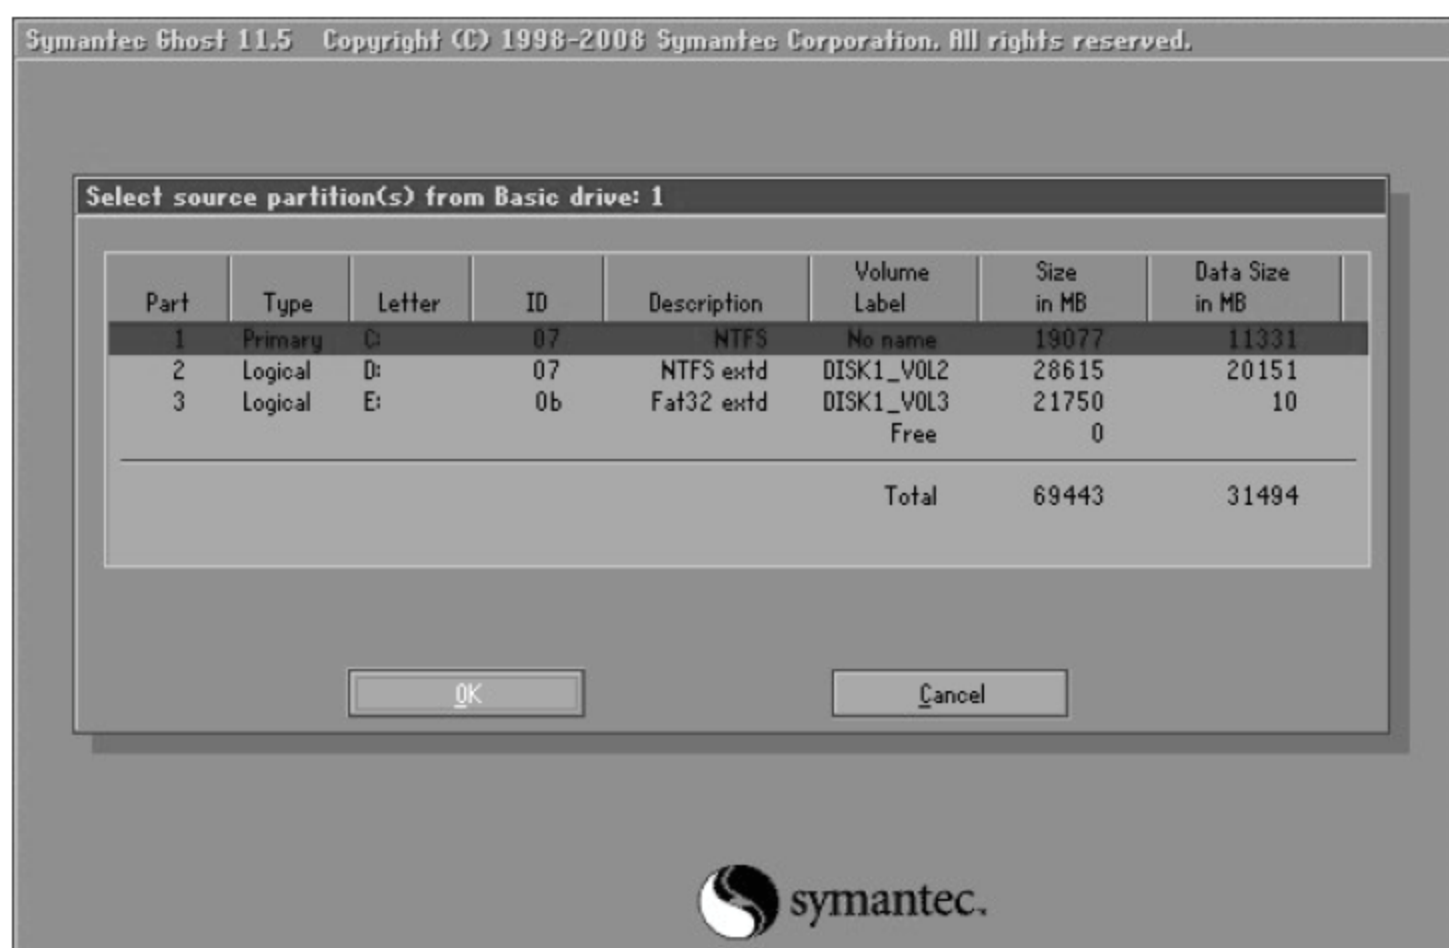 Symantec Ghost 11.5 Copyright (C) 1998-2008 Symantec Corporation. All rights reserved.
Select source partition(s) from Basic drive: 1
Part Type Letter ID Description Volume Label Size in MB Data Size in MB
1 Primary C: 07 NTFS No name 19077 11331
2 Logical D: 07 NTFS extd DISK1_VOL2 28615 20151
3 Logical E: 0b Fat32 extd DISK1_VOL3 21750 10
Free 0
Total 69443 31494
OK Cancel
symantec.